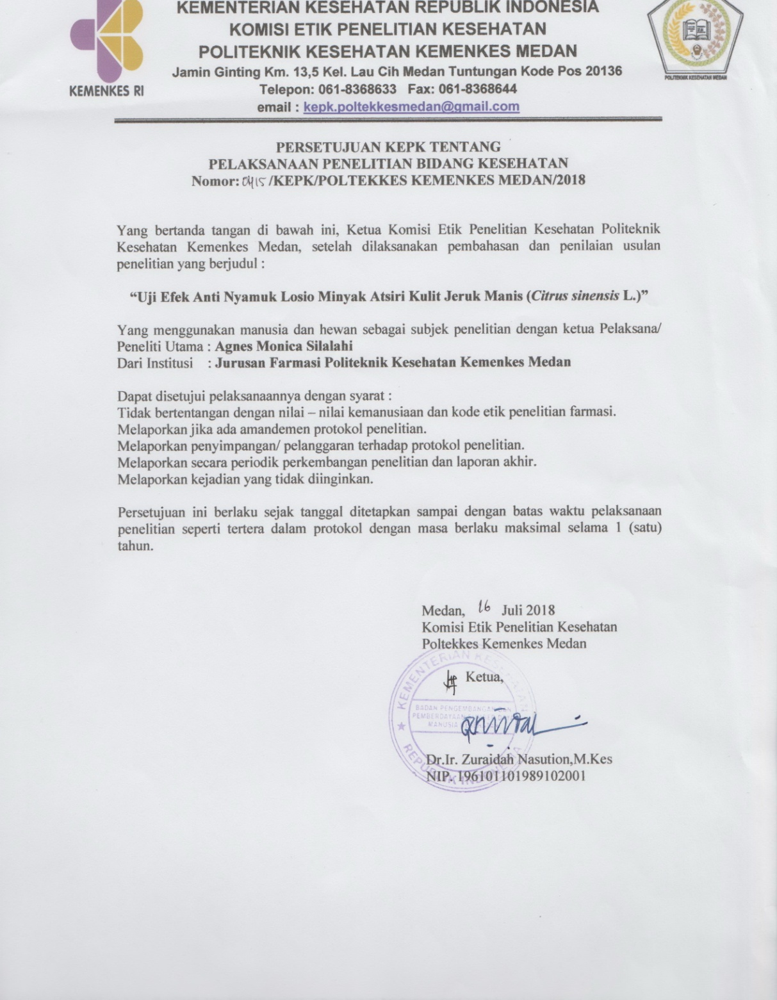 KEMENTERIAN KESEHATAN REPUBLIK INDONESIA
KOMISI ETIK PENELITIAN KESEHATAN
POLITEKNIK KESEHATAN KEMENKES MEDAN
Jamin Ginting Km. 13,5 Kel. Lau Cih Medan Tuntungan Kode Pos 20136
Telepon: 061-8368633 Fax: 061-8368644
email : kepk.poltekkesmedan@gmail.com
KEMENKES RI
POLITEKNIK KESEHATAN MEDAN
PERSETUJUAN KEPK TENTANG
PELAKSANAAN PENELITIAN BIDANG KESEHATAN
Nomor: 0415 /KEPK/POLTEKKES KEMENKES MEDAN/2018
Yang bertanda tangan di bawah ini, Ketua Komisi Etik Penelitian Kesehatan Politeknik
Kesehatan Kemenkes Medan, setelah dilaksanakan pembahasan dan penilaian usulan
penelitian yang berjudul :
“Uji Efek Anti Nyamuk Losio Minyak Atsiri Kulit Jeruk Manis (Citrus sinensis L.)”
Yang menggunakan manusia dan hewan sebagai subjek penelitian dengan ketua Pelaksana/
Peneliti Utama : Agnes Monica Silalahi
Dari Institusi : Jurusan Farmasi Politeknik Kesehatan Kemenkes Medan
Dapat disetujui pelaksanaannya dengan syarat :
Tidak bertentangan dengan nilai – nilai kemanusiaan dan kode etik penelitian farmasi.
Melaporkan jika ada amandemen protokol penelitian.
Melaporkan penyimpangan/ pelanggaran terhadap protokol penelitian.
Melaporkan secara periodik perkembangan penelitian dan laporan akhir.
Melaporkan kejadian yang tidak diinginkan.
Persetujuan ini berlaku sejak tanggal ditetapkan sampai dengan batas waktu pelaksanaan
penelitian seperti tertera dalam protokol dengan masa berlaku maksimal selama 1 (satu)
tahun.
Medan, 16 Juli 2018
Komisi Etik Penelitian Kesehatan
Poltekkes Kemenkes Medan
Ketua,
KEMENTERIAN KESEHATAN
BADAN PENGEMBANGAN DAN
PEMBERDAYAAN
MANUSIA
REPUBLIK INDONESIA
Dr.Ir. Zuraidah Nasution,M.Kes
NIP. 196101101989102001